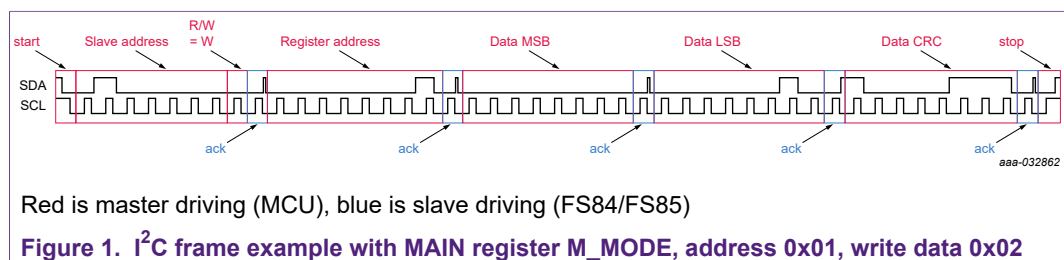 R/W
start Slave address = W Register address Data MSB Data LSB Data CRC stop
SDA
SCL
ack ack ack ack ack
aaa-032862
Red is master driving (MCU), blue is slave driving (FS84/FS85)
Figure 1. I²C frame example with MAIN register M_MODE, address 0x01, write data 0x02